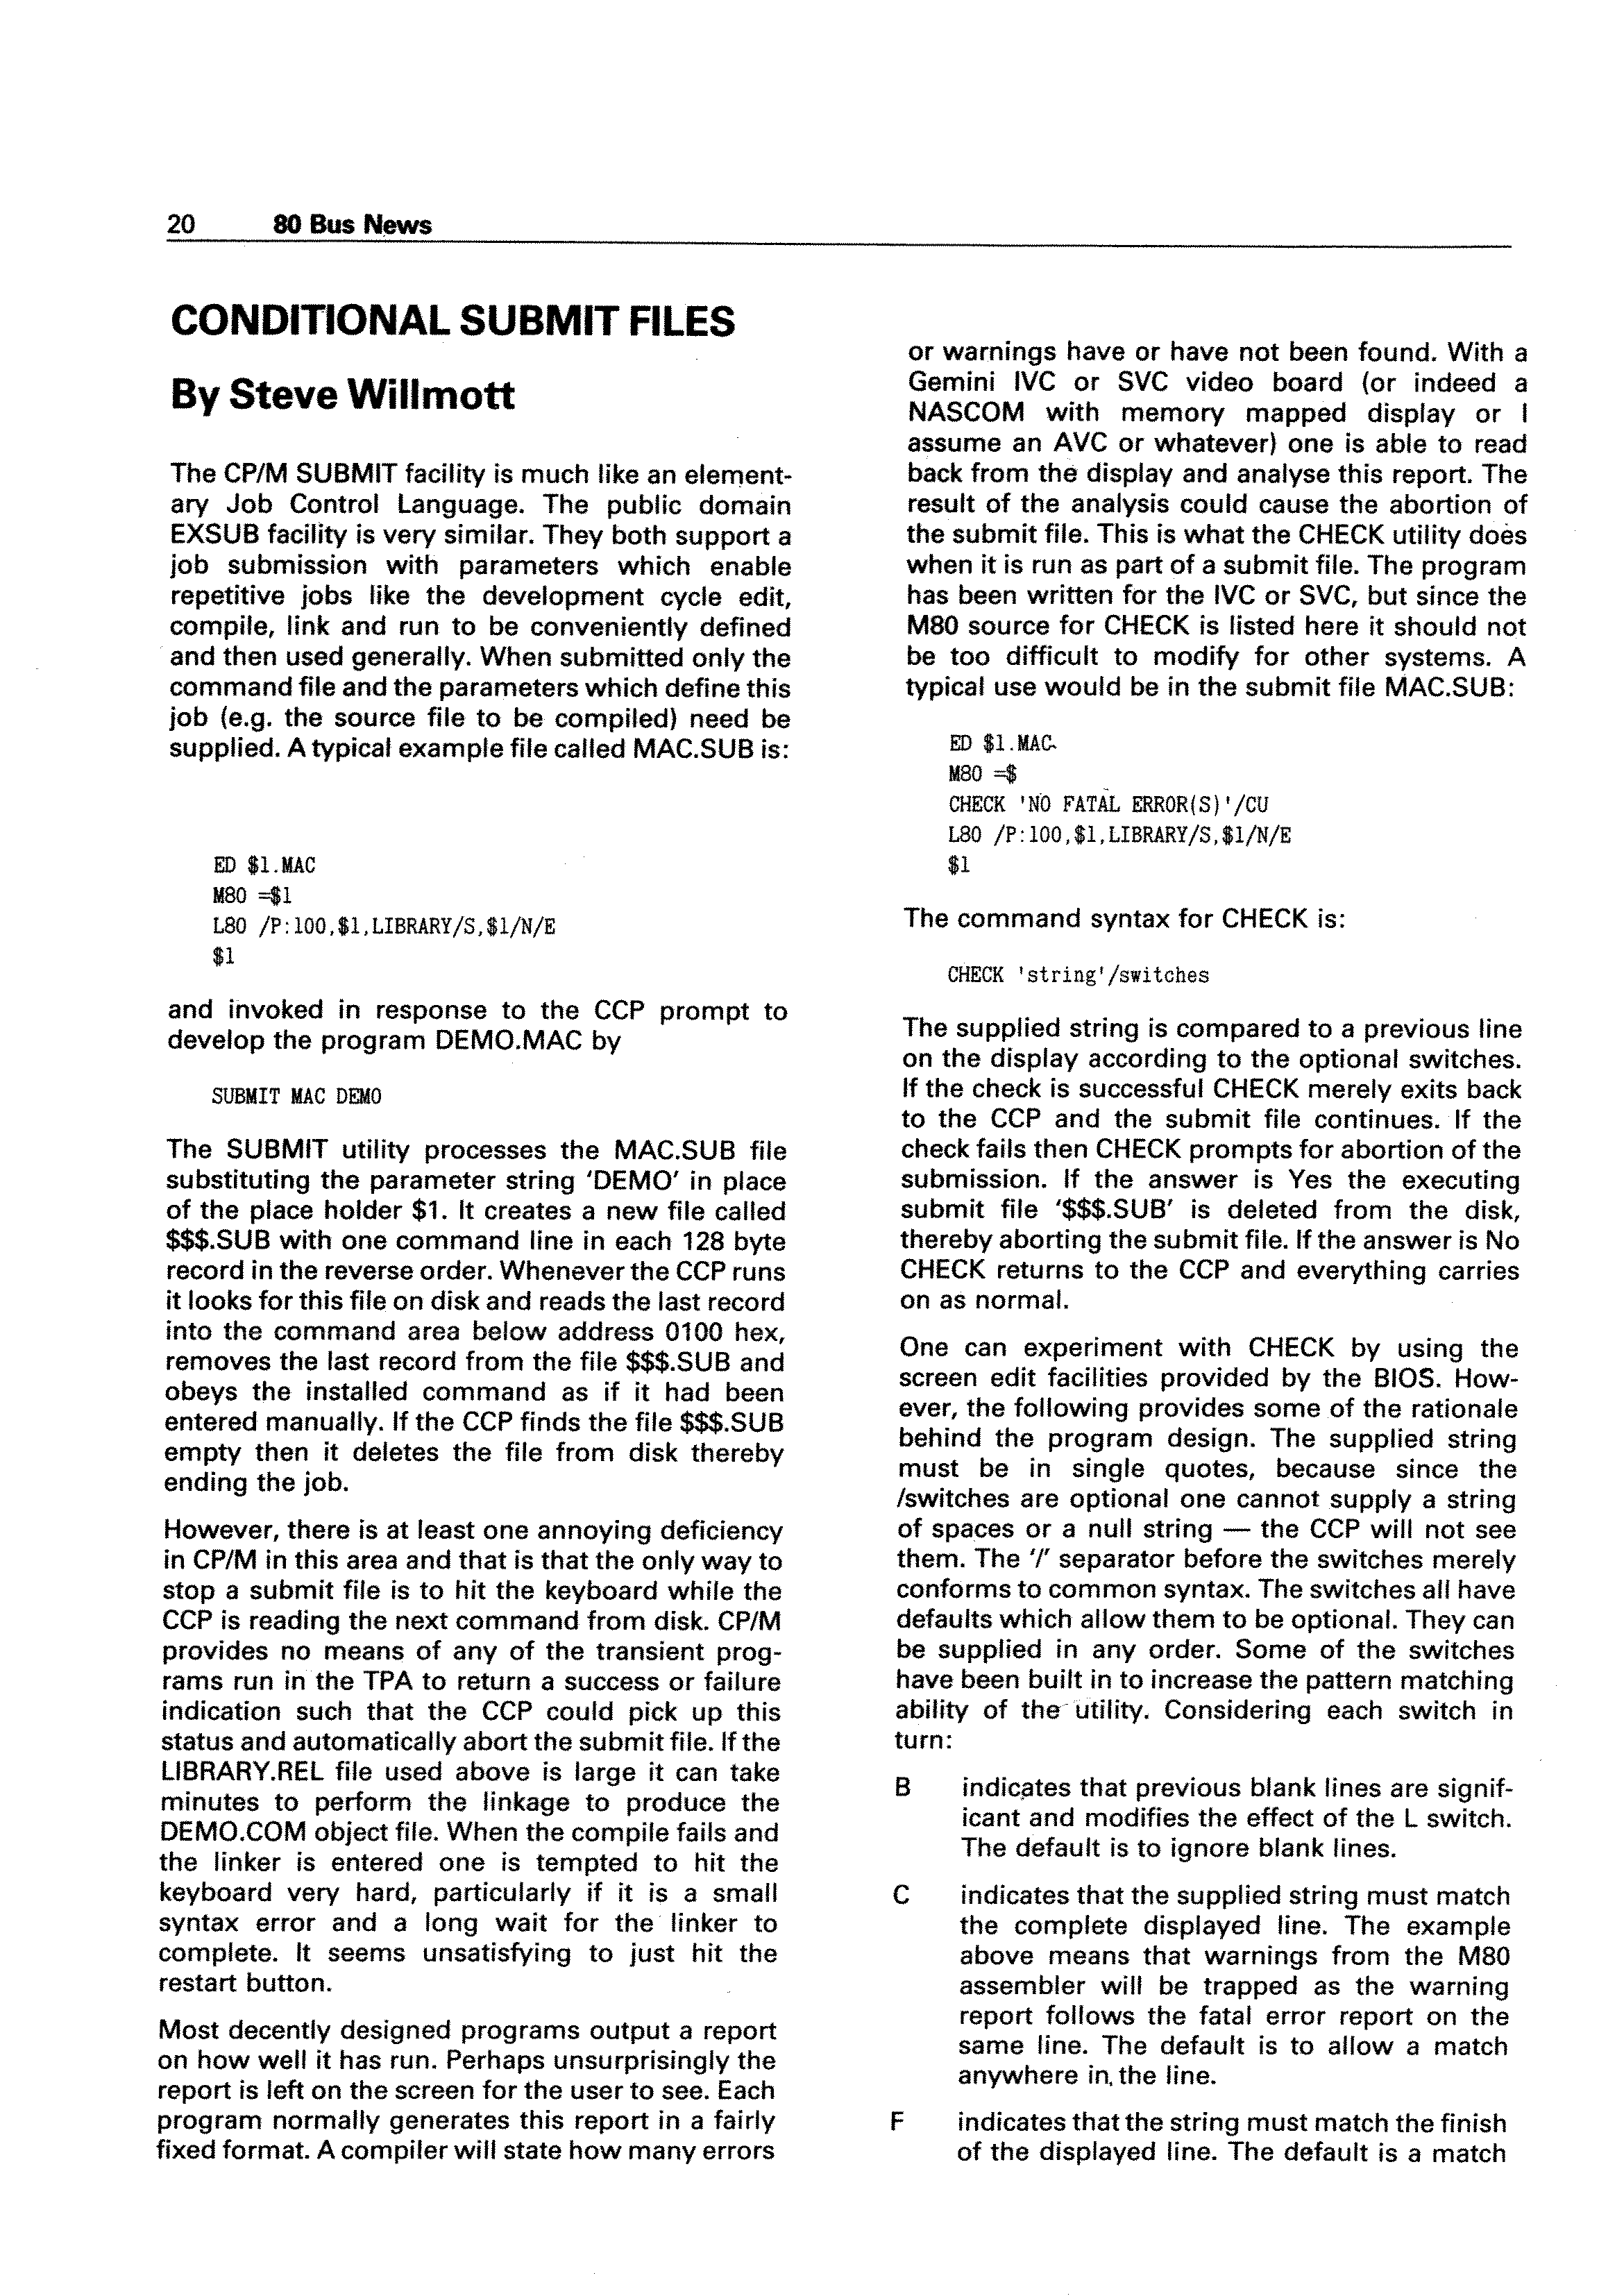 20 80 Bus News
CONDITIONAL SUBMIT FILES
By Steve Willmott
The CP/M SUBMIT facility is much like an element-
ary Job Control Language. The public domain
EXSUB facility is very similar. They both support a
job submission with parameters which enable
repetitive jobs like the development cycle edit,
compile, link and run to be conveniently defined
and then used generally. When submitted only the
command file and the parameters which define this
job (e.g. the source file to be compiled) need be
supplied. A typical example file called MAC.SUB is:
ED $1.MAC
M80 =$1
L80 /P:100,$1,LIBRARY/S,$1/N/E
$1
and invoked in response to the CCP prompt to
develop the program DEMO.MAC by
SUBMIT MAC DEMO
The SUBMIT utility processes the MAC.SUB file
substituting the parameter string 'DEMO' in place
of the place holder $1. It creates a new file called
$$$.SUB with one command line in each 128 byte
record in the reverse order. Whenever the CCP runs
it looks for this file on disk and reads the last record
into the command area below address 0100 hex,
removes the last record from the file $$$.SUB and
obeys the installed command as if it had been
entered manually. If the CCP finds the file $$$.SUB
empty then it deletes the file from disk thereby
ending the job.
However, there is at least one annoying deficiency
in CP/M in this area and that is that the only way to
stop a submit file is to hit the keyboard while the
CCP is reading the next command from disk. CP/M
provides no means of any of the transient prog-
rams run in the TPA to return a success or failure
indication such that the CCP could pick up this
status and automatically abort the submit file. If the
LIBRARY.REL file used above is large it can take
minutes to perform the linkage to produce the
DEMO.COM object file. When the compile fails and
the linker is entered one is tempted to hit the
keyboard very hard, particularly if it is a small
syntax error and a long wait for the linker to
complete. It seems unsatisfying to just hit the
restart button.
Most decently designed programs output a report
on how well it has run. Perhaps unsurprisingly the
report is left on the screen for the user to see. Each
program normally generates this report in a fairly
fixed format. A compiler will state how many errors
or warnings have or have not been found. With a
Gemini IVC or SVC video board (or indeed a
NASCOM with memory mapped display or I
assume an AVC or whatever) one is able to read
back from the display and analyse this report. The
result of the analysis could cause the abortion of
the submit file. This is what the CHECK utility does
when it is run as part of a submit file. The program
has been written for the IVC or SVC, but since the
M80 source for CHECK is listed here it should not
be too difficult to modify for other systems. A
typical use would be in the submit file MAC.SUB:
ED $1.MAC
M80 =$
CHECK 'NO FATAL ERROR(S)'/CU
L80 /P:100,$1,LIBRARY/S,$1/N/E
$1
The command syntax for CHECK is:
CHECK 'string'/switches
The supplied string is compared to a previous line
on the display according to the optional switches.
If the check is successful CHECK merely exits back
to the CCP and the submit file continues. If the
check fails then CHECK prompts for abortion of the
submission. If the answer is Yes the executing
submit file '$$$.SUB' is deleted from the disk,
thereby aborting the submit file. If the answer is No
CHECK returns to the CCP and everything carries
on as normal.
One can experiment with CHECK by using the
screen edit facilities provided by the BIOS. How-
ever, the following provides some of the rationale
behind the program design. The supplied string
must be in single quotes, because since the
/switches are optional one cannot supply a string
of spaces or a null string — the CCP will not see
them. The '/' separator before the switches merely
conforms to common syntax. The switches all have
defaults which allow them to be optional. They can
be supplied in any order. Some of the switches
have been built in to increase the pattern matching
ability of the utility. Considering each switch in
turn:
B indicates that previous blank lines are signif-
icant and modifies the effect of the L switch.
The default is to ignore blank lines.
C indicates that the supplied string must match
the complete displayed line. The example
above means that warnings from the M80
assembler will be trapped as the warning
report follows the fatal error report on the
same line. The default is to allow a match
anywhere in the line.
F indicates that the string must match the finish
of the displayed line. The default is a match